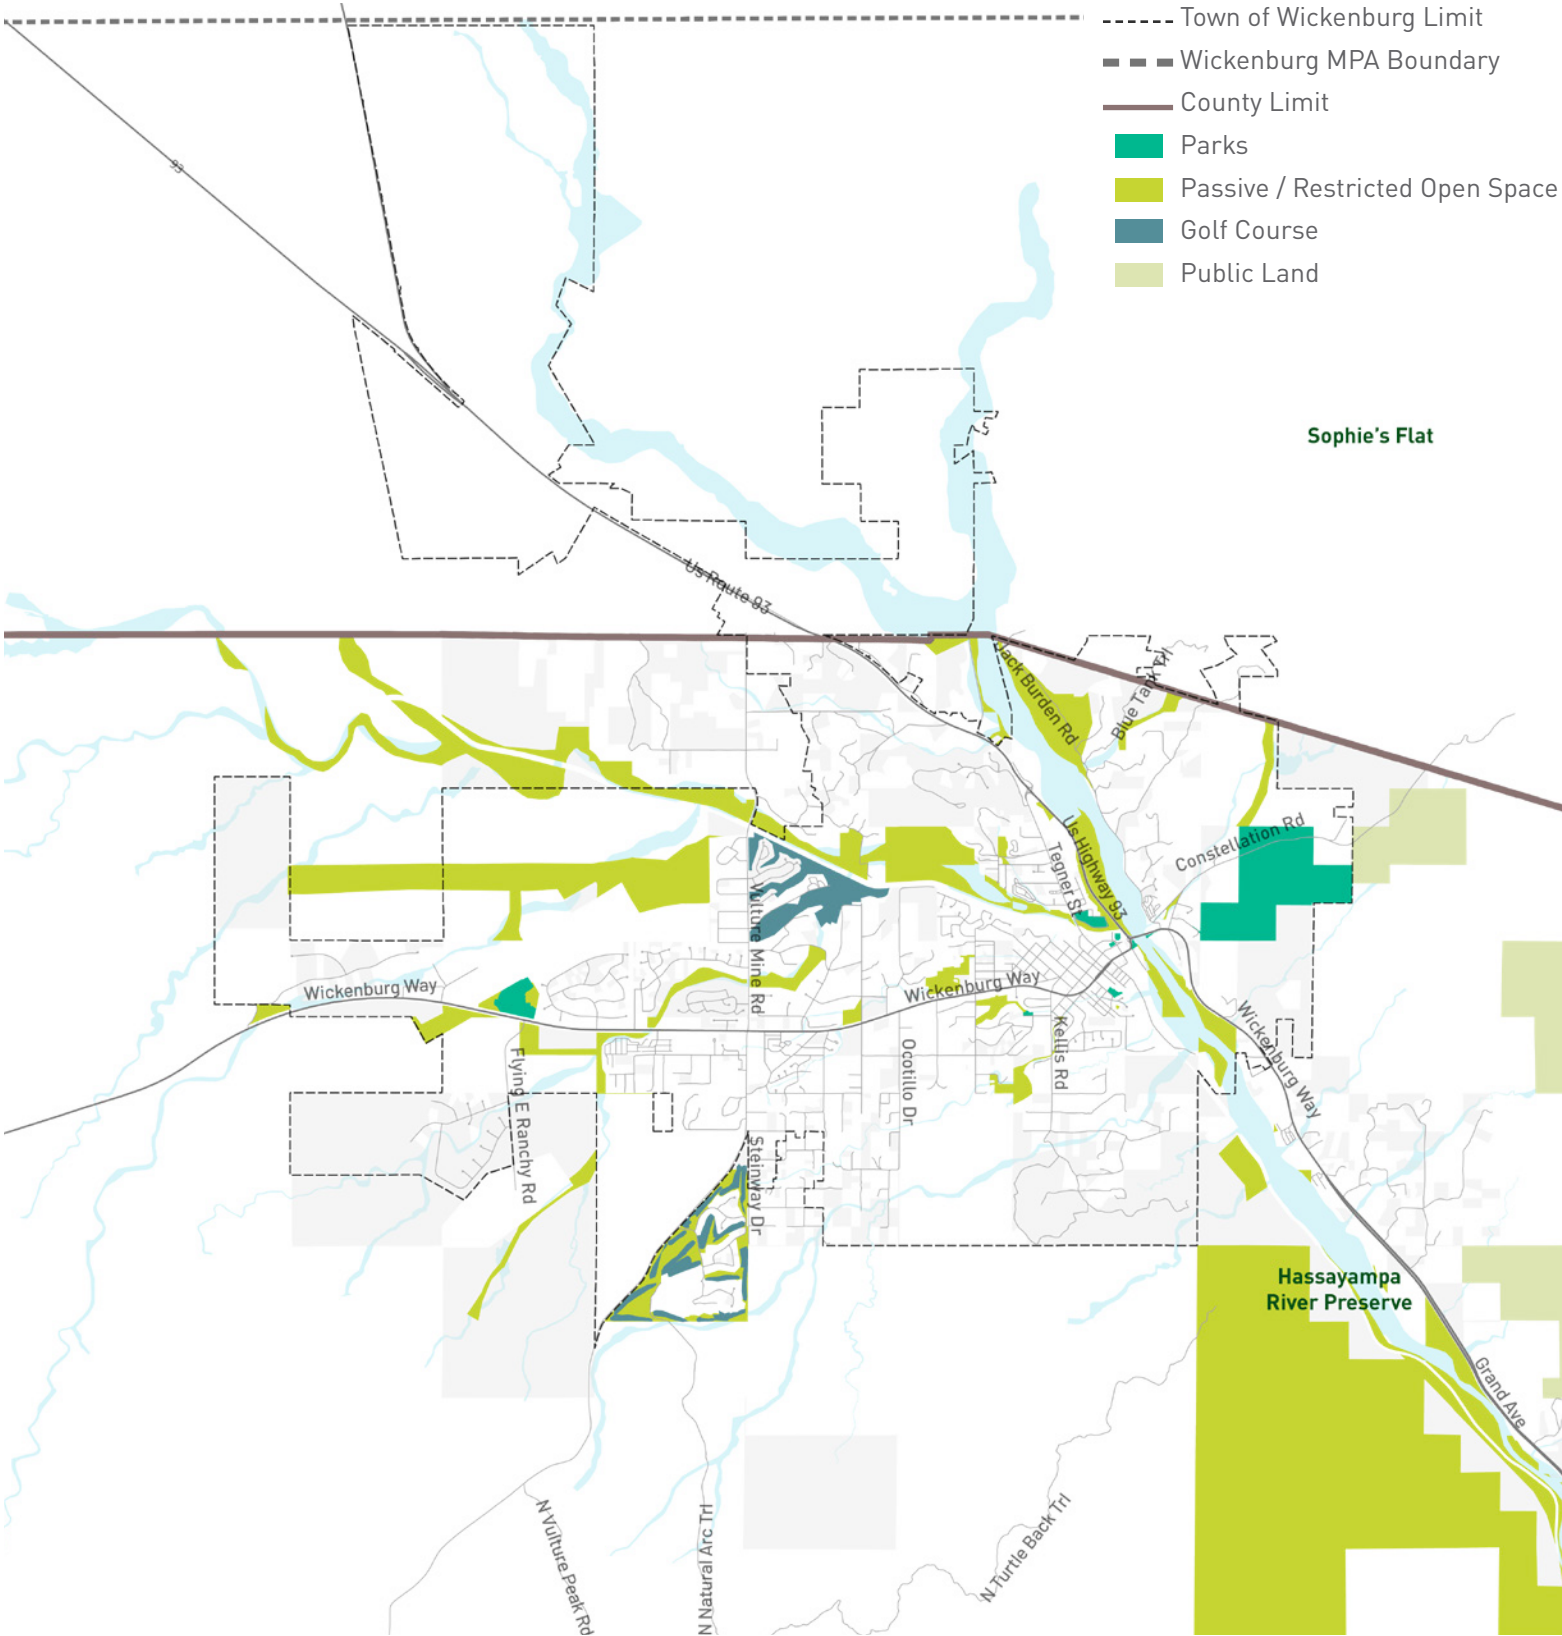 Town of Wickenburg Limit
Wickenburg MPA Boundary
County Limit
Parks
Passive / Restricted Open Space
Golf Course
Public Land
93
Sophie's Flat
Us Route 93
Jack Burden Rd
Blue Tank Trl
Us Highway 93
Tegner St
Constellation Rd
Vulture Mine Rd
Wickenburg Way
Wickenburg Way
Wickenburg Way
Flying E Ranchy Rd
Ocotillo Dr
Kellis Rd
Steinway Dr
Hassayampa
River Preserve
Grand Ave
N Vulture Peak Rd
N Natural Arc Trl
N Turtle Back Trl